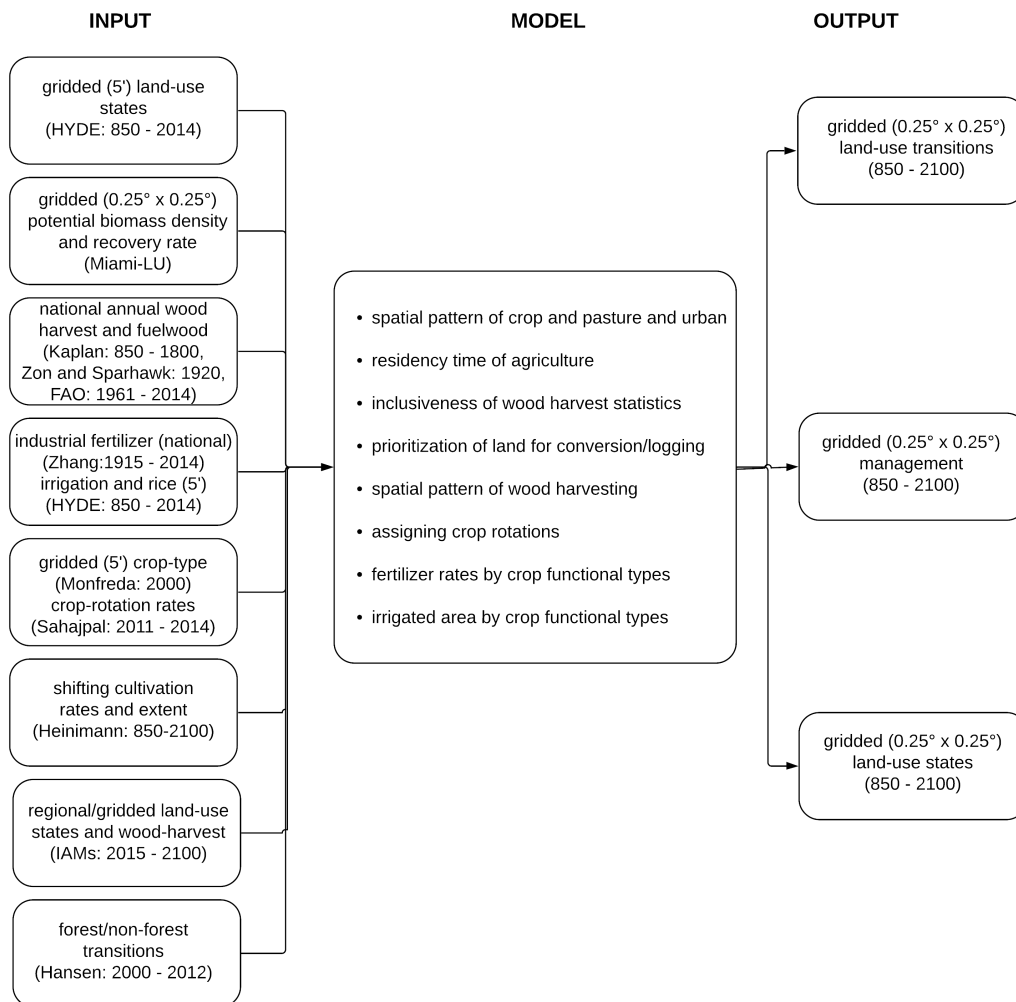 INPUT
MODEL
OUTPUT
gridded (5') land-use
states
(HYDE: 850 - 2014)
gridded (0.25° x 0.25°)
potential biomass density
and recovery rate
(Miami-LU)
national annual wood
harvest and fuelwood
(Kaplan: 850 - 1800,
Zon and Sparhawk: 1920,
FAO: 1961 - 2014)
industrial fertilizer (national)
(Zhang:1915 - 2014)
irrigation and rice (5')
(HYDE: 850 - 2014)
gridded (5') crop-type
(Monfreda: 2000)
crop-rotation rates
(Sahajpal: 2011 - 2014)
shifting cultivation
rates and extent
(Heinimann: 850-2100)
regional/gridded land-use
states and wood-harvest
(IAMs: 2015 - 2100)
forest/non-forest
transitions
(Hansen: 2000 - 2012)
• spatial pattern of crop and pasture and urban
• residency time of agriculture
• inclusiveness of wood harvest statistics
• prioritization of land for conversion/logging
• spatial pattern of wood harvesting
• assigning crop rotations
• fertilizer rates by crop functional types
• irrigated area by crop functional types
gridded (0.25° x 0.25°)
land-use transitions
(850 - 2100)
gridded (0.25° x 0.25°)
management
(850 - 2100)
gridded (0.25° x 0.25°)
land-use states
(850 - 2100)